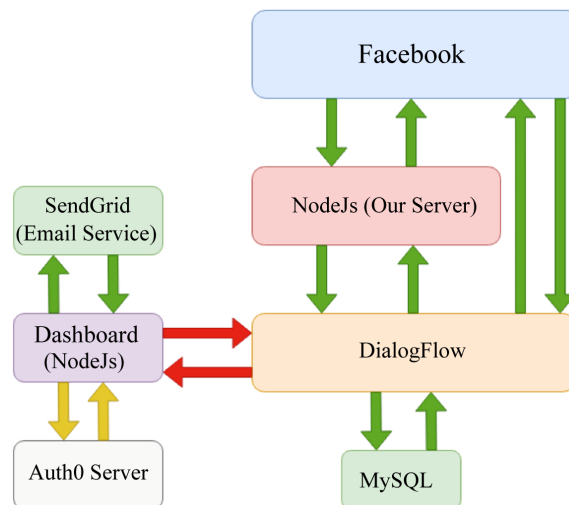 Facebook
NodeJs (Our Server)
SendGrid
(Email Service)
Dashboard
(NodeJs)
DialogFlow
Auth0 Server
MySQL